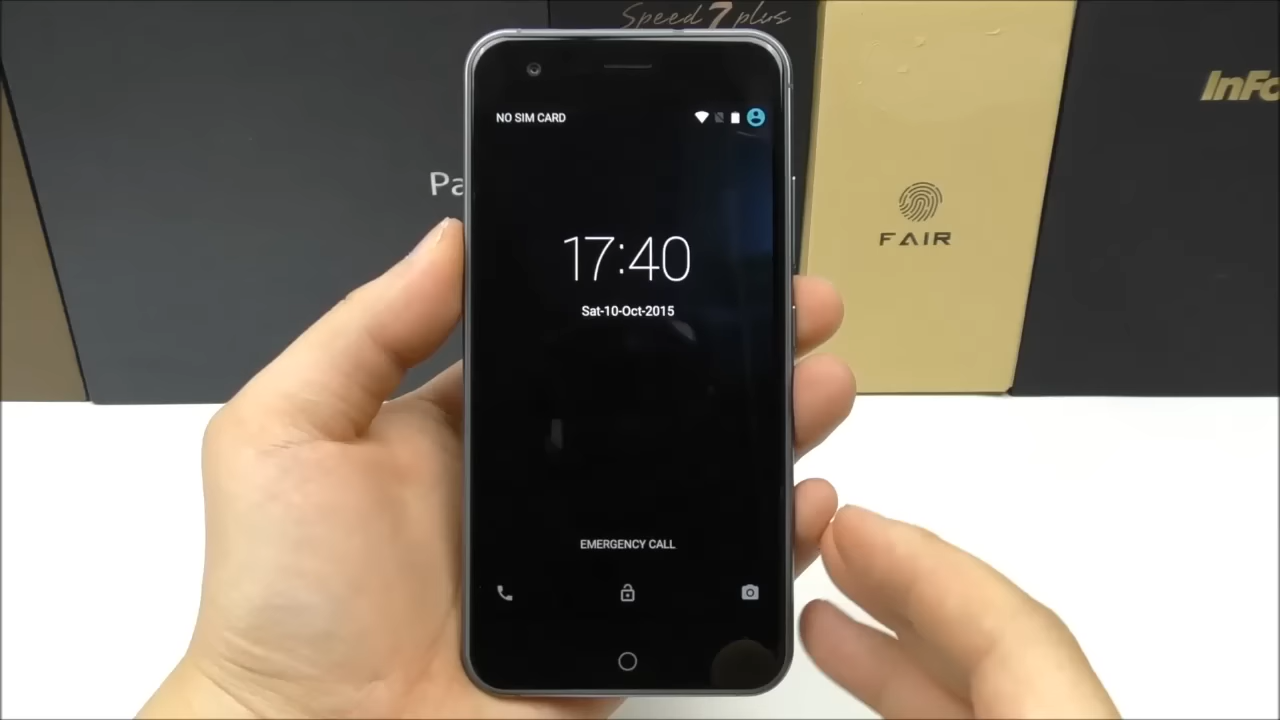 Speed 7 plus
InFo
Pa
FAIR
NO SIM CARD
17:40
Sat-10-Oct-2015
EMERGENCY CALL